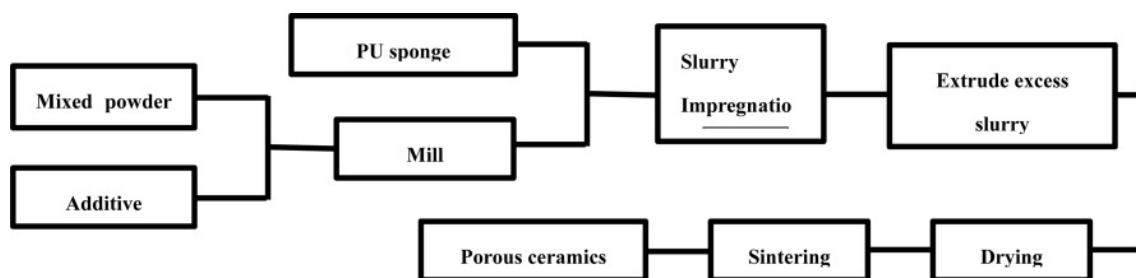 PU sponge
Mixed powder
Additive
Mill
Slurry
Impregnatio
Extrude excess
slurry
Porous ceramics
Sintering
Drying